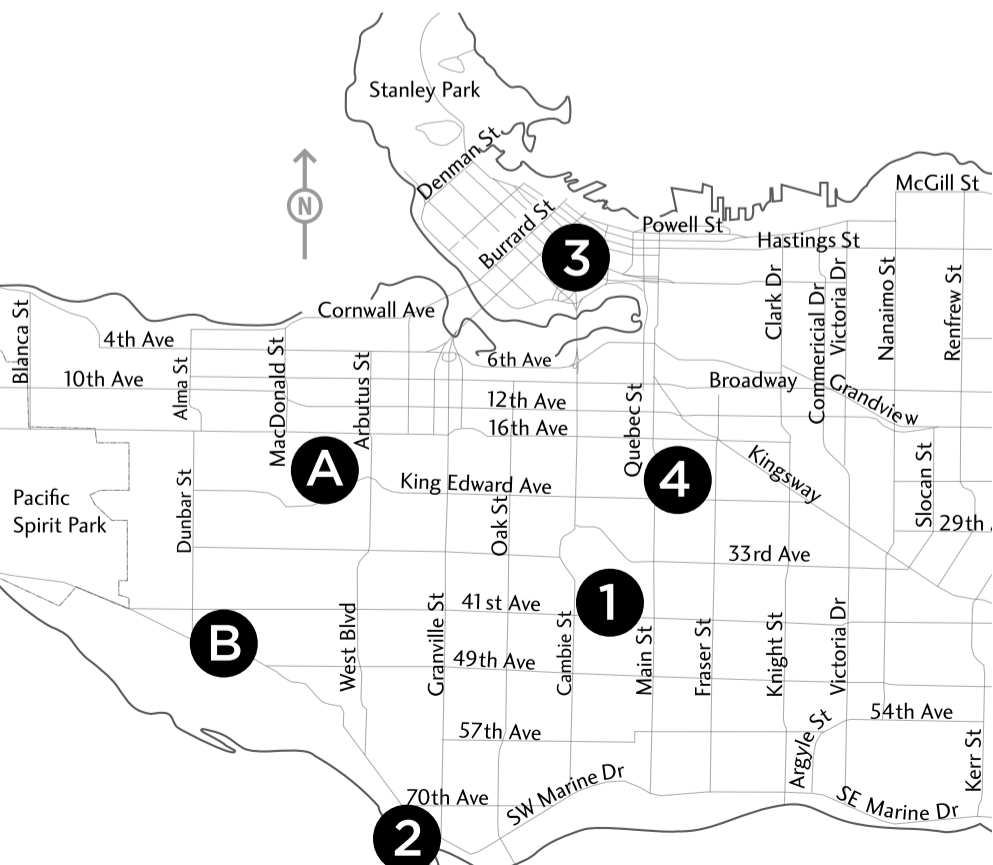 Stanley Park
Denman St.
McGill St
Burrard St
Powell St
Hastings St
N
3
Cornwall Ave
Blanca St
4th Ave
10th Ave
Alma St
MacDonald St
Arbutus St
6th Ave
12th Ave
16th Ave
Quebec St
Broadway
Clark Dr
Commericial Dr
Victoria Dr
Nanaimo St
Renfrew St
Grandview
Kingsway
A
4
King Edward Ave
Pacific
Spirit Park
Dunbar St
Oak St
Slocan St
29th
33rd Ave
1
41st Ave
B
49th Ave
West Blvd
Granville St
Cambie St
Main St
Fraser St
Knight St
Victoria Dr
57th Ave
54th Ave
Argyle St
Kerr St
70th Ave
SW Marine Dr
SE Marine Dr
2